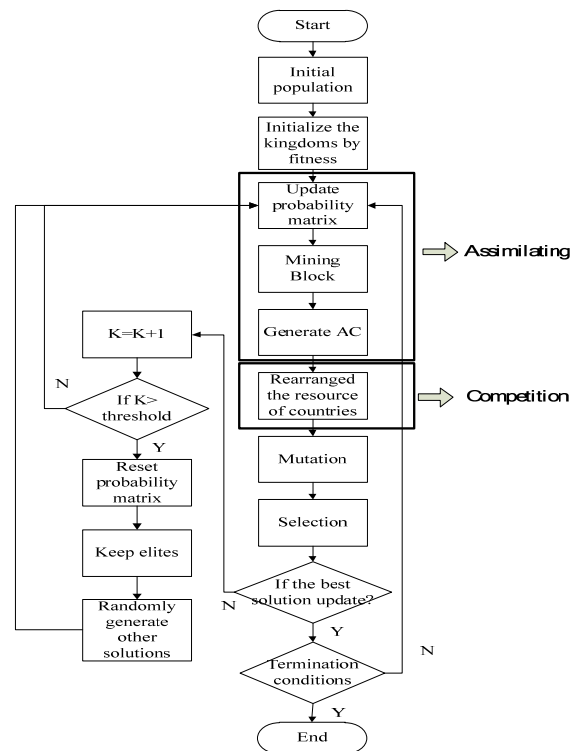 Start
Initial
population
Initialize the
kingdoms by
fitness
Update
probability
matrix
Mining
Block
Generate AC
Assimilating
Rearranged
the resource
of countries
Competition
Mutation
Selection
If the best
solution update?
N
Y
Termination
conditions
N
Y
End
K=K+1
If K>
threshold
N
Y
Reset
probability
matrix
Keep elites
Randomly
generate
other
solutions